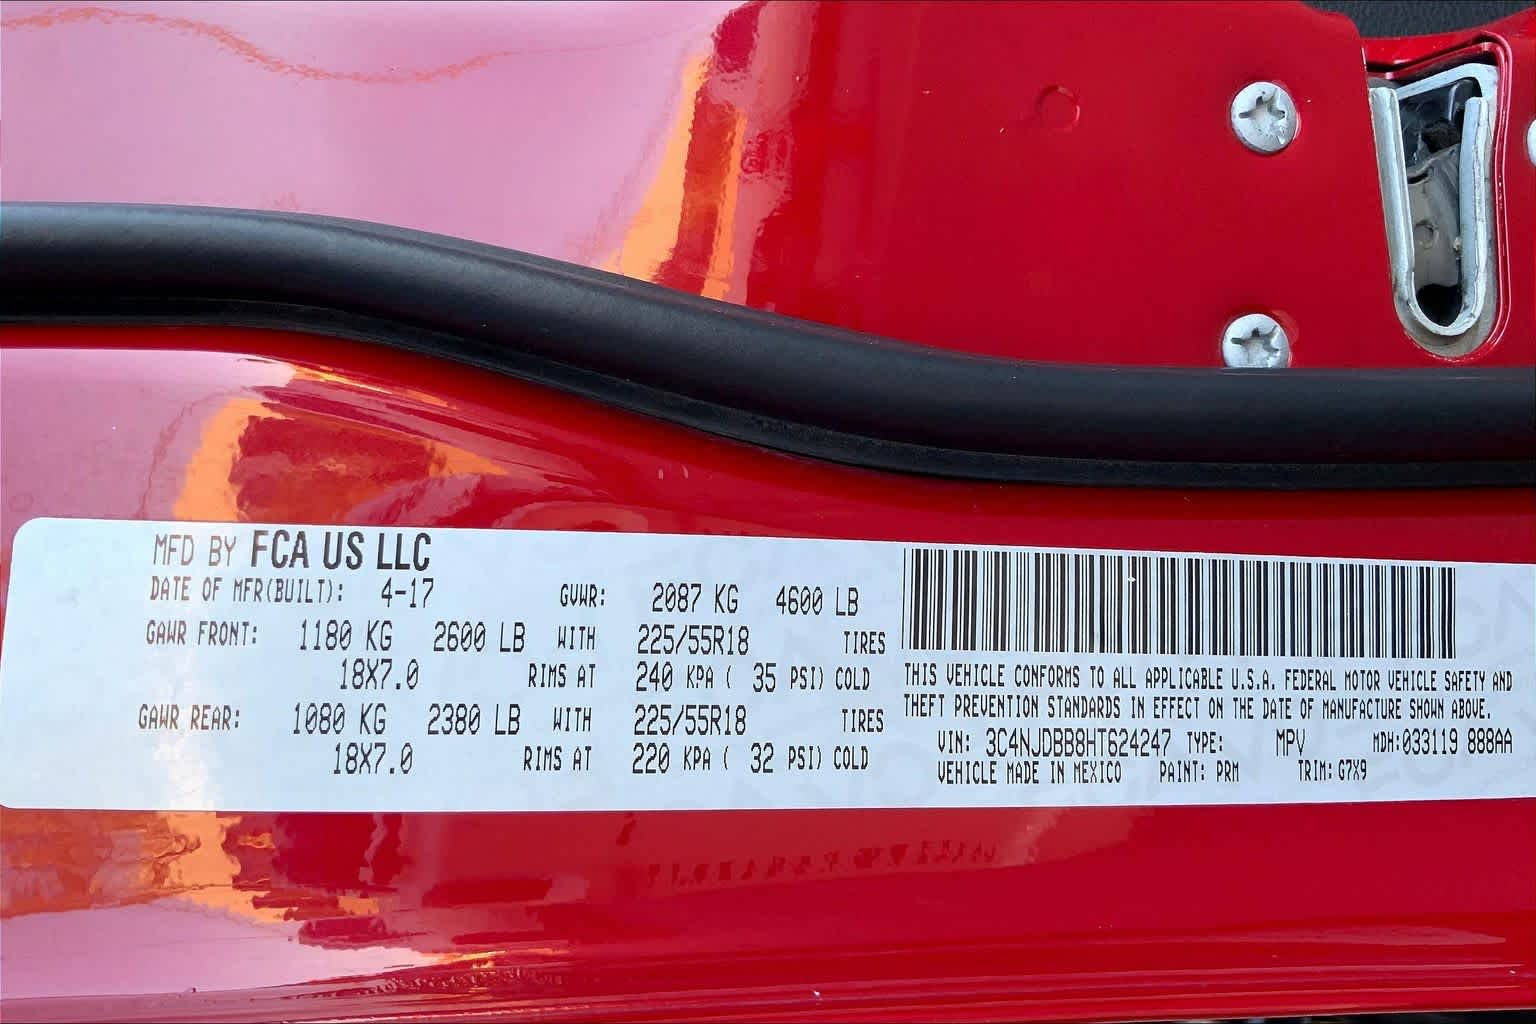 MFD BY FCA US LLC
DATE OF MFR(BUILT): 4-17 GVWR: 2087 KG 4600 LB
GAWR FRONT: 1180 KG 2600 LB WITH 225/55R18 TIRES
18X7.0 RIMS AT 240 KPA ( 35 PSI) COLD
GAWR REAR: 1080 KG 2380 LB WITH 225/55R18 TIRES
18X7.0 RIMS AT 220 KPA ( 32 PSI) COLD
THIS VEHICLE CONFORMS TO ALL APPLICABLE U.S.A. FEDERAL MOTOR VEHICLE SAFETY AND
THEFT PREVENTION STANDARDS IN EFFECT ON THE DATE OF MANUFACTURE SHOWN ABOVE.
VIN: 3C4NJDBB8HT624247 TYPE: MPV MDH:033119 888AA
VEHICLE MADE IN MEXICO PAINT: PRM TRIM: G7X9